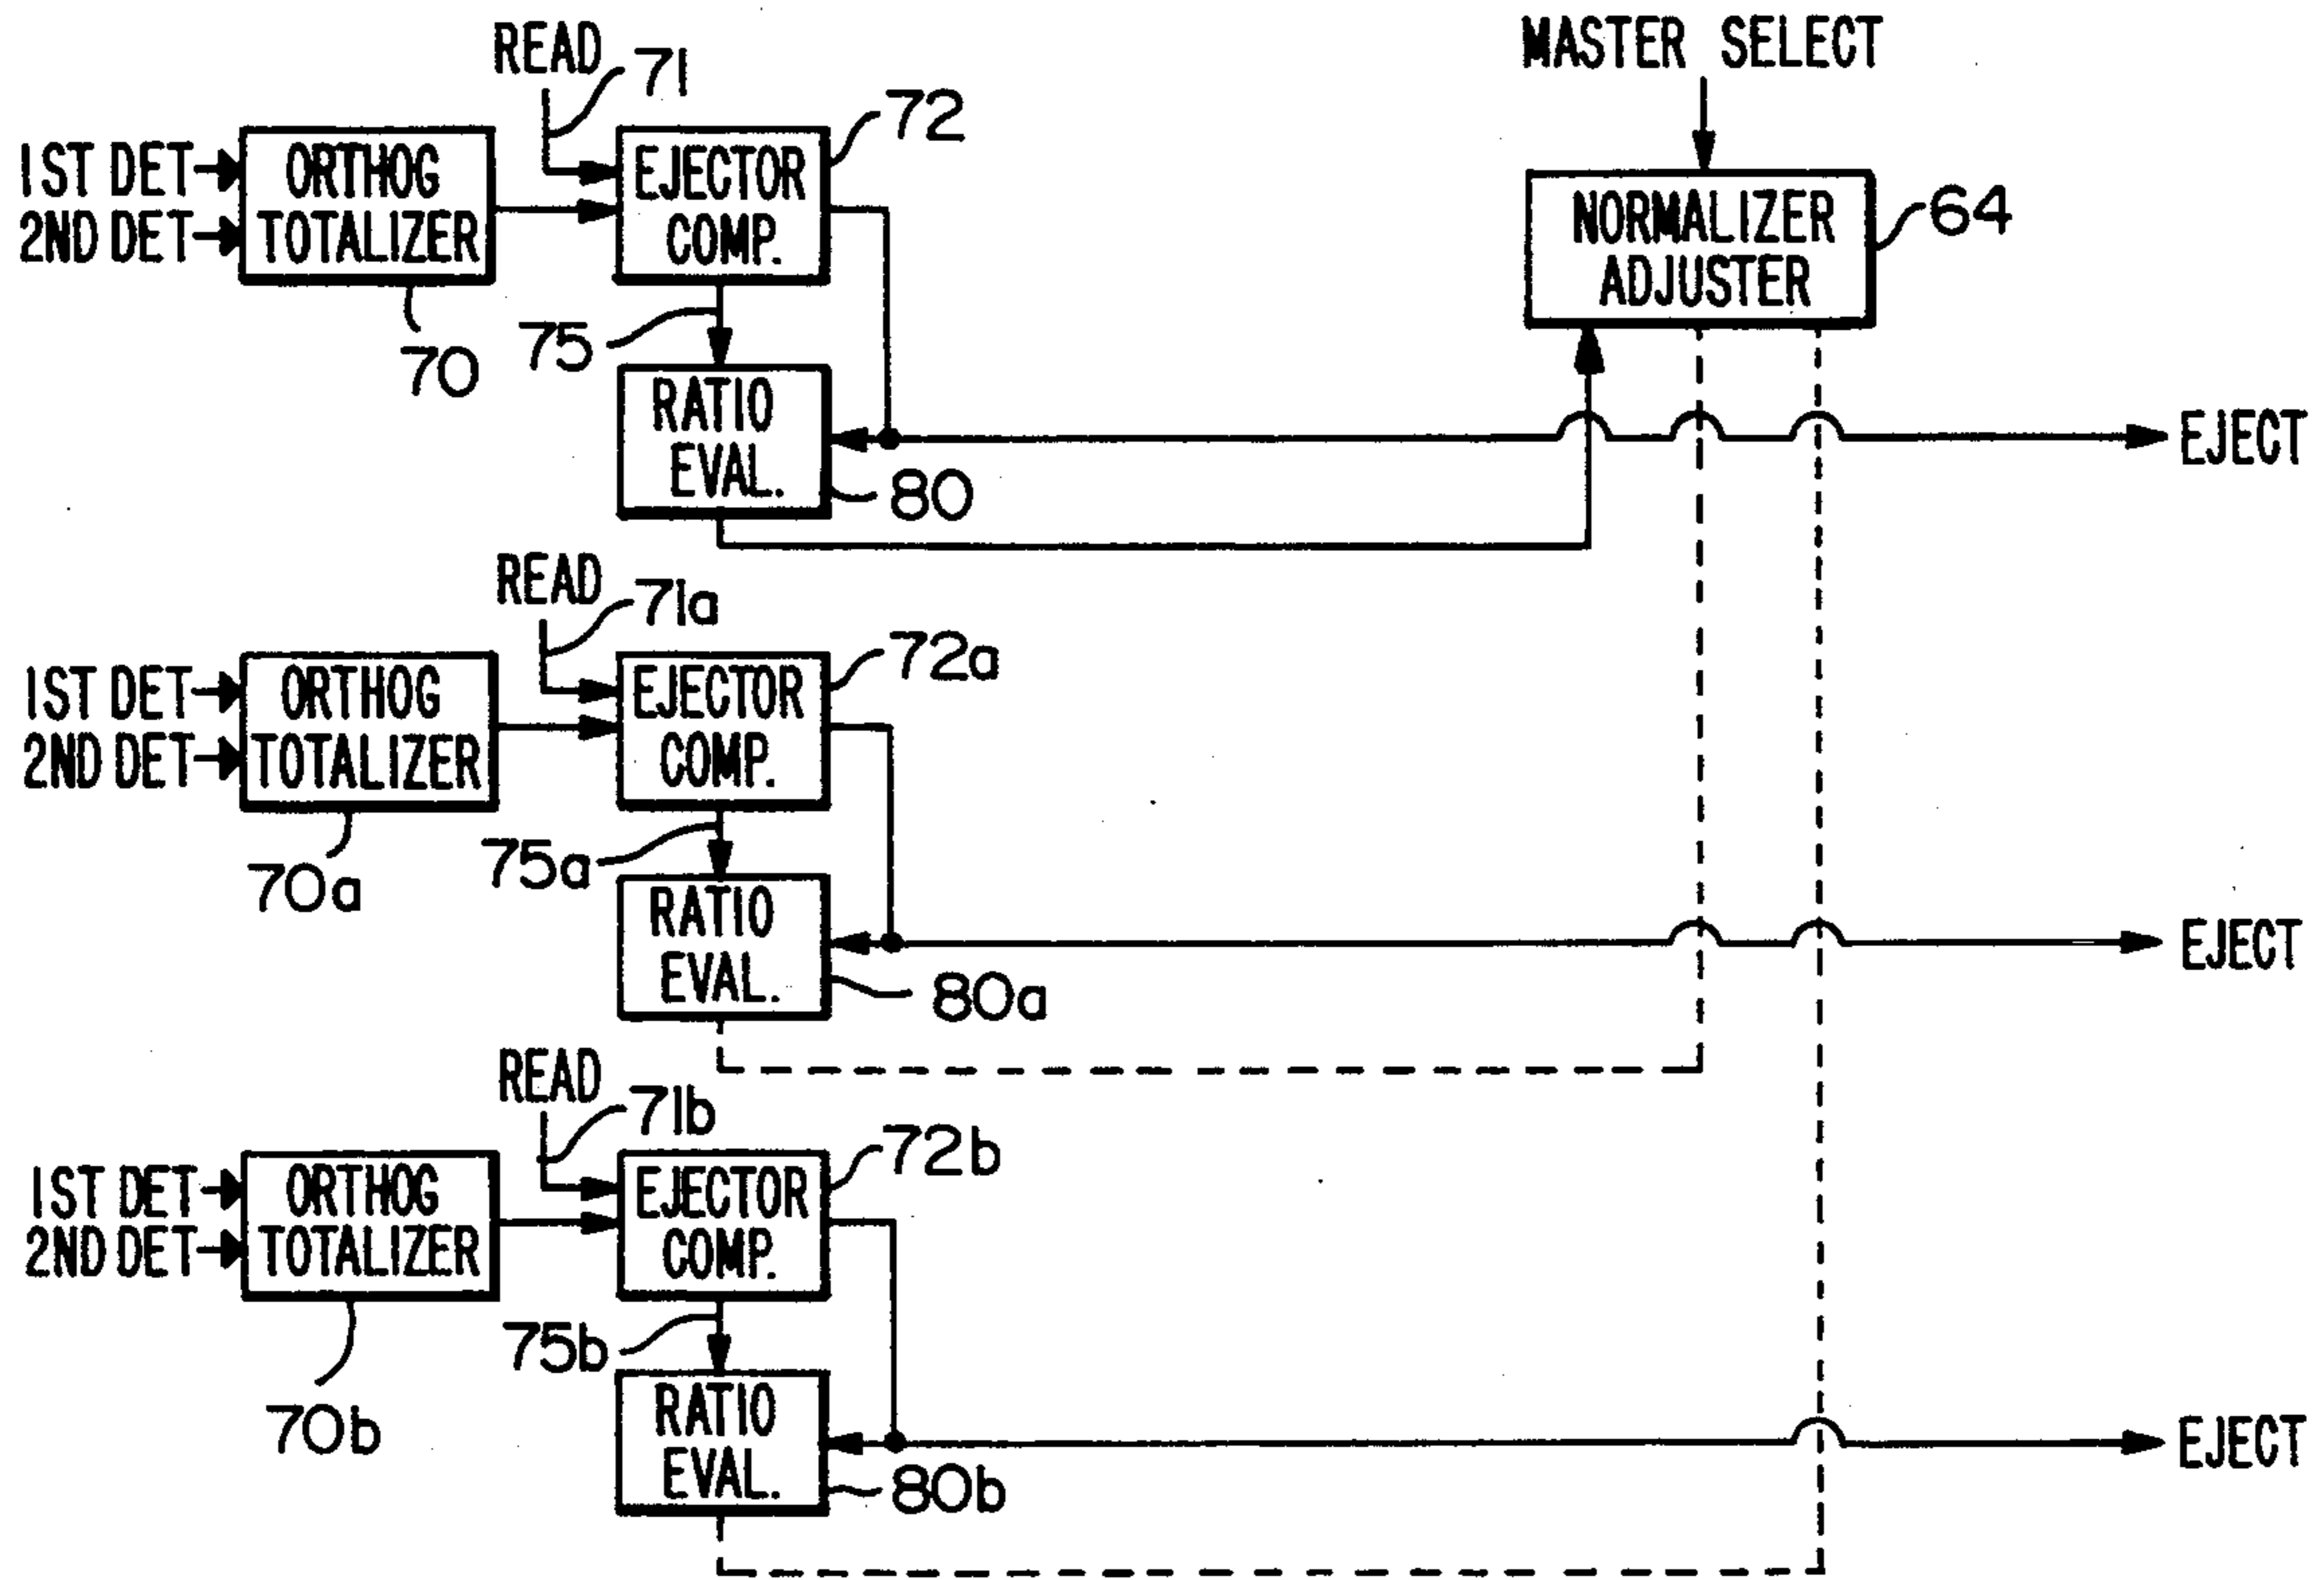 READ
71
MASTER SELECT
72
1ST DET
2ND DET
ORTHOG
TOTALIZER
EJECTOR
COMP.
NORMALIZER
ADJUSTER
64
70
75
RATIO
EVAL.
80
EJECT
READ
71a
72a
1ST DET
2ND DET
ORTHOG
TOTALIZER
EJECTOR
COMP.
70a
75a
RATIO
EVAL.
80a
EJECT
READ
71b
72b
1ST DET
2ND DET
ORTHOG
TOTALIZER
EJECTOR
COMP.
70b
75b
RATIO
EVAL.
80b
EJECT